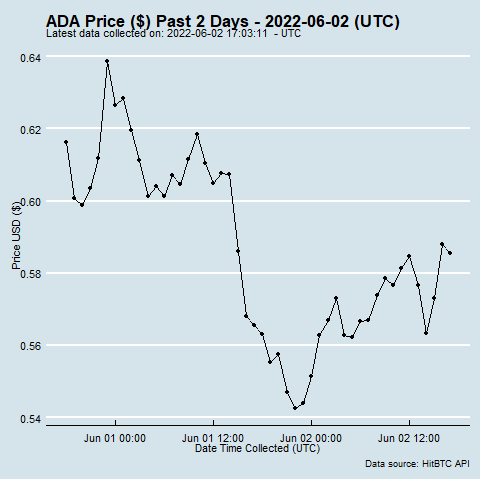 ADA Price ($) Past 2 Days - 2022-06-02 (UTC)
Latest data collected on: 2022-06-02 17:03:11  - UTC
0.64
0.62
0.60
0.58
0.56
0.54
Price USD ($)
Jun 01 00:00
Jun 01 12:00
Jun 02 00:00
Jun 02 12:00
Date Time Collected (UTC)
Data source: HitBTC API